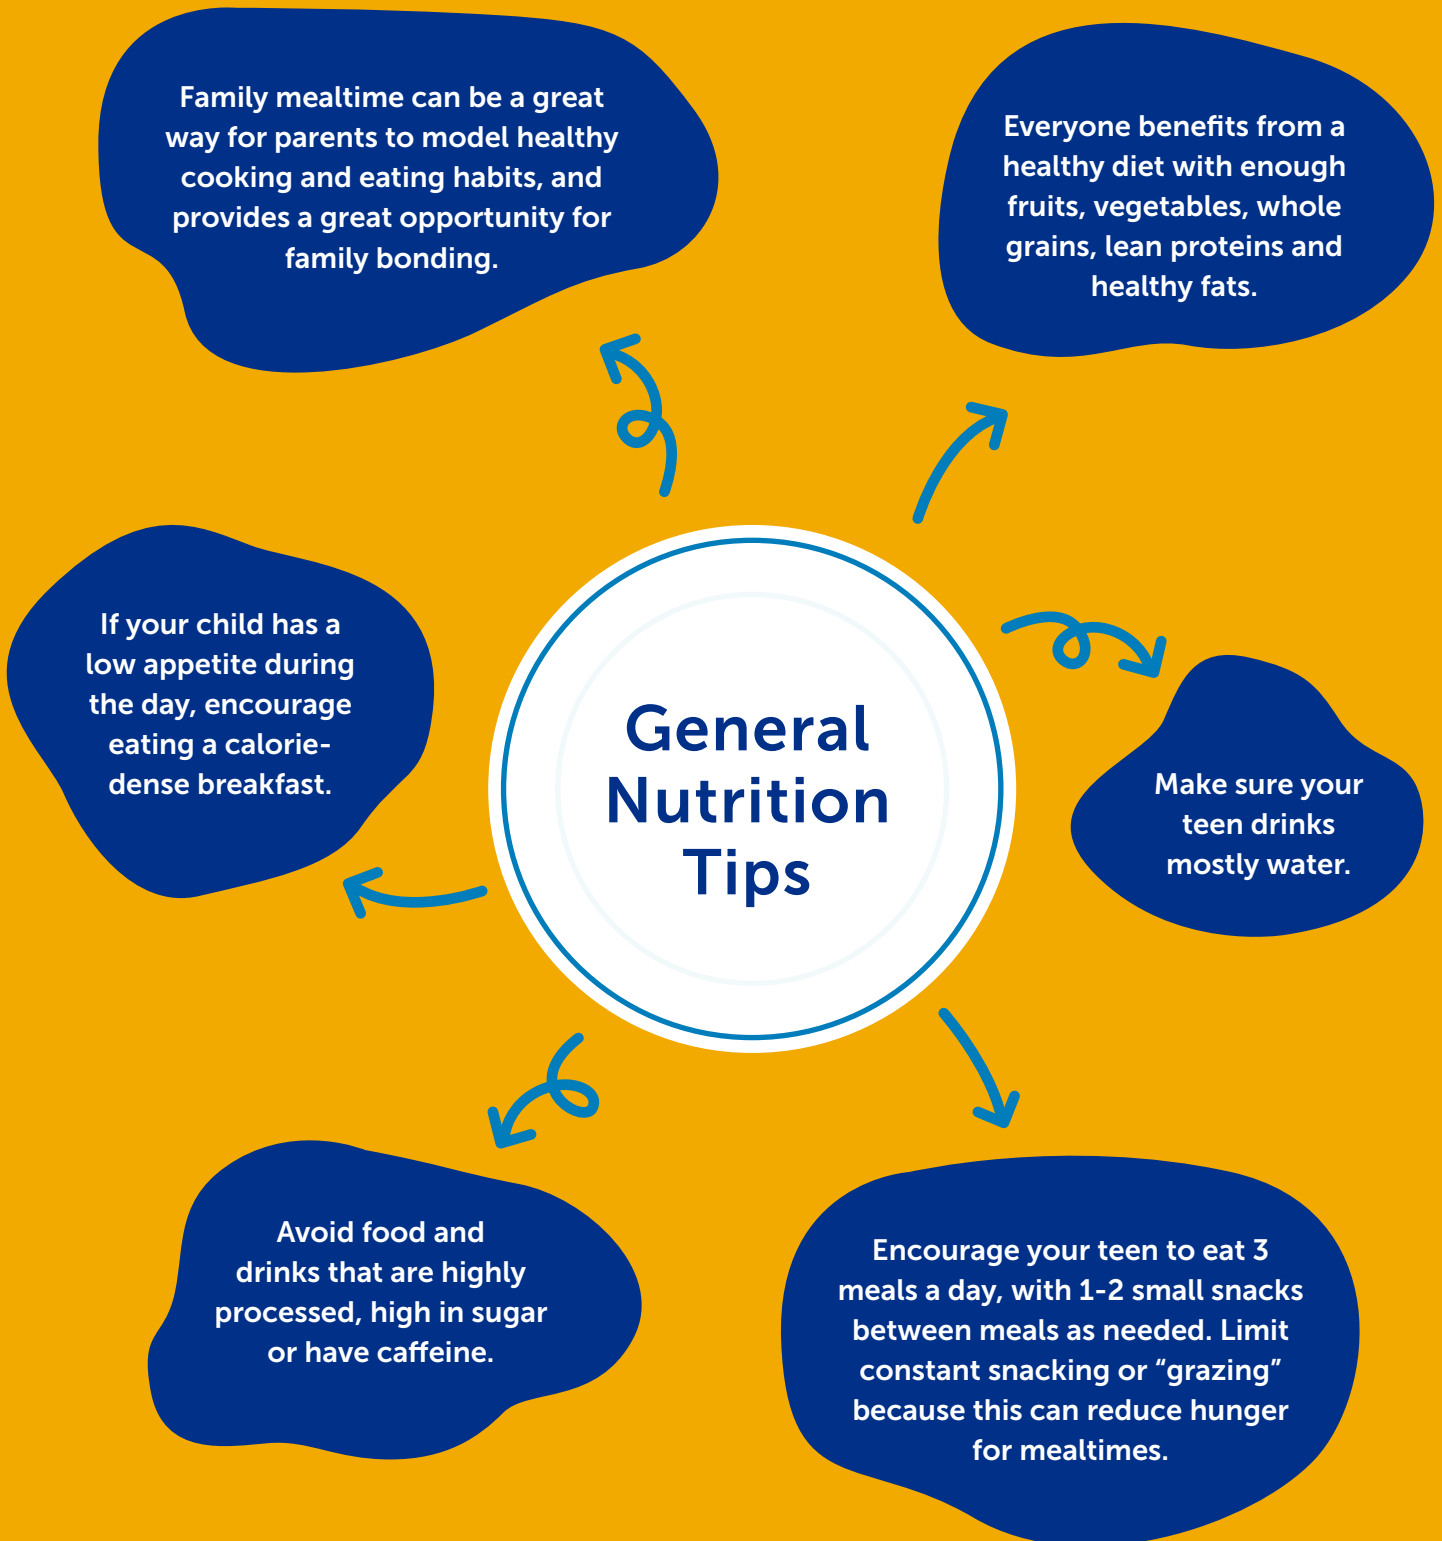 Family mealtime can be a great
way for parents to model healthy
cooking and eating habits, and
provides a great opportunity for
family bonding.
Everyone benefits from a
healthy diet with enough
fruits, vegetables, whole
grains, lean proteins and
healthy fats.
If your child has a
low appetite during
the day, encourage
eating a calorie-
dense breakfast.
General
Nutrition
Tips
Make sure your
teen drinks
mostly water.
Avoid food and
drinks that are highly
processed, high in sugar
or have caffeine.
Encourage your teen to eat 3
meals a day, with 1-2 small snacks
between meals as needed. Limit
constant snacking or “grazing”
because this can reduce hunger
for mealtimes.